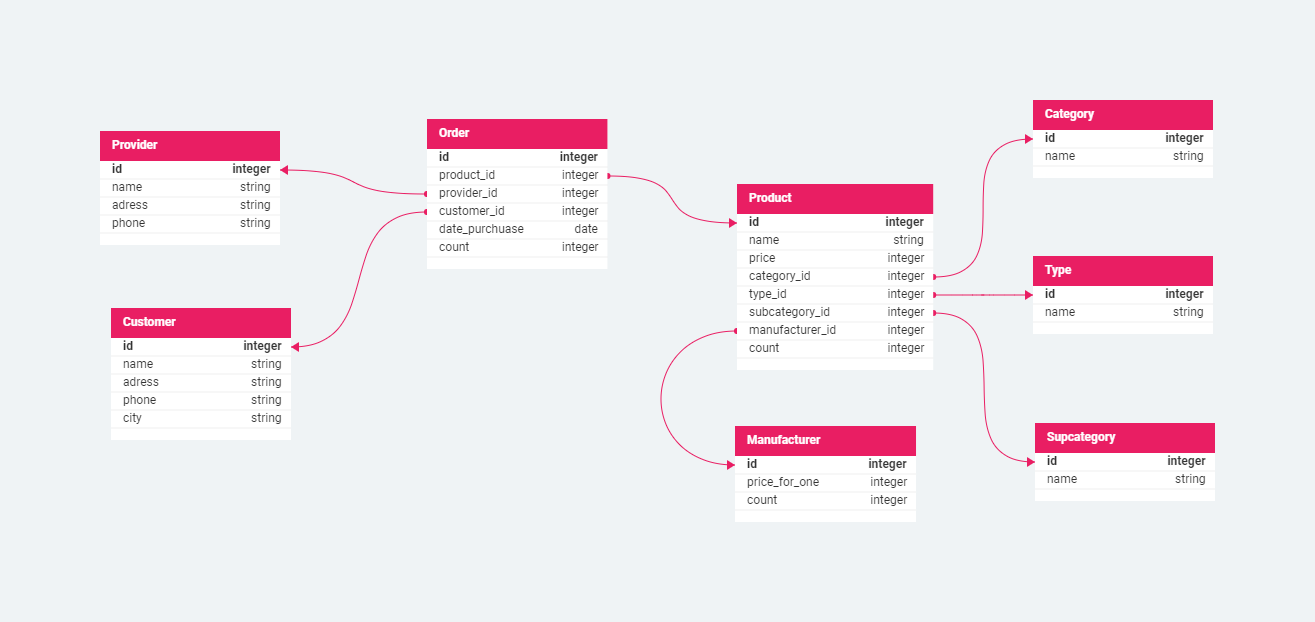 Provider
id integer
name string
adress string
phone string
Customer
id integer
name string
adress string
phone string
city string
Order
id integer
product_id integer
provider_id integer
customer_id integer
date_purchuase date
count integer
Product
id integer
name string
price integer
category_id integer
type_id integer
subcategory_id integer
manufacturer_id integer
count integer
Manufacturer
id integer
price_for_one integer
count integer
Category
id integer
name string
Type
id integer
name string
Supcategory
id integer
name string